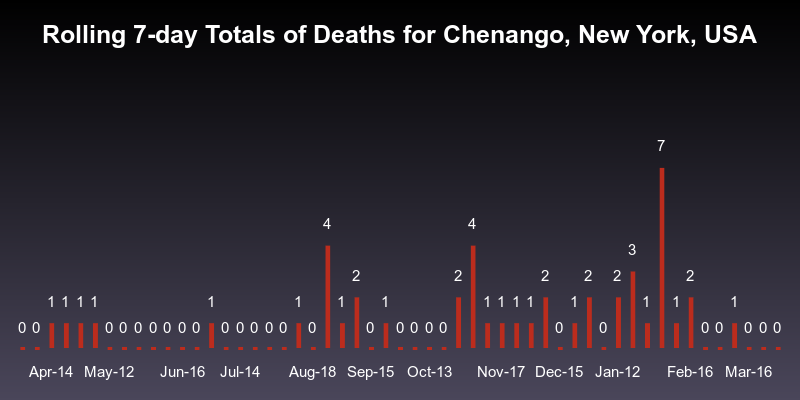 Rolling 7-day Totals of Deaths for Chenango, New York, USA
7
4 4
3
2 2 2 2 2 2
1 1 1 1 1 1 1 1 1 1 1 1 1 1 1 1
0 0 0 0 0 0 0 0 0 0 0 0 0 0 0 0 0 0 0 0 0 0 0 0 0 0 0
Apr-14 May-12 Jun-16 Jul-14 Aug-18 Sep-15 Oct-13 Nov-17 Dec-15 Jan-12 Feb-16 Mar-16